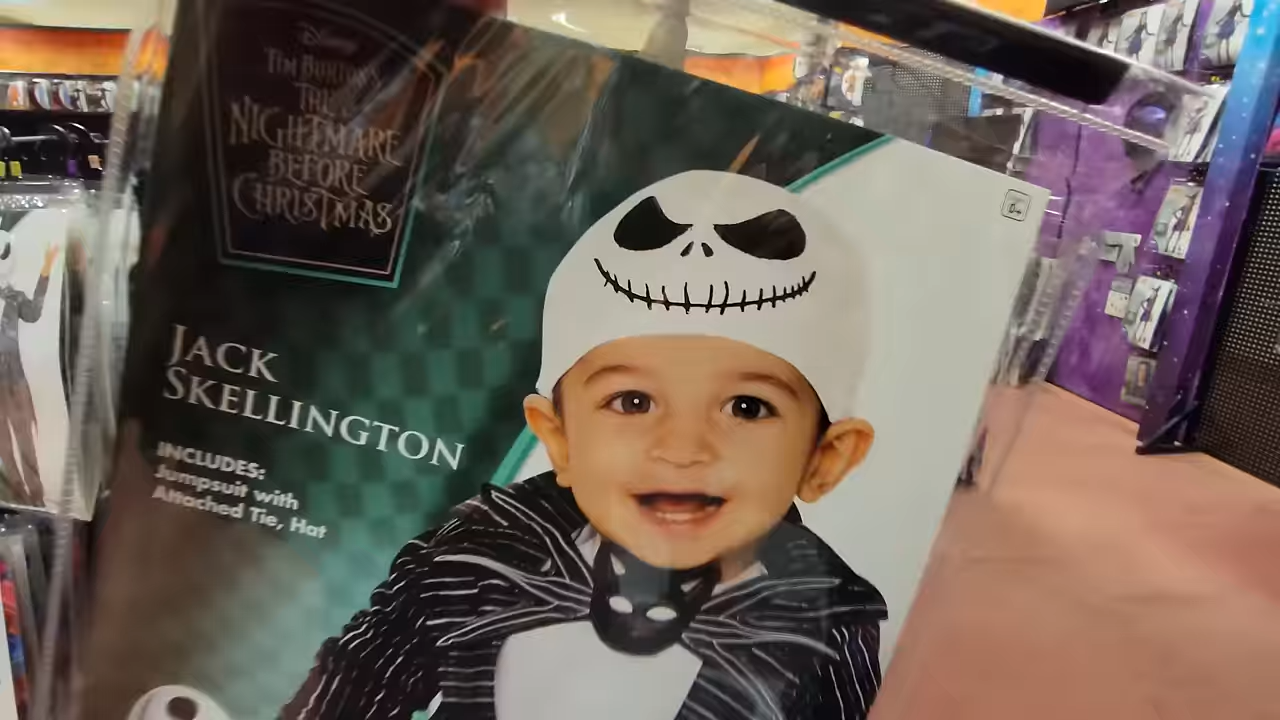 Disney
TIM BURTON'S
THE
NIGHTMARE
BEFORE
CHRISTMAS
JACK
SKELLINGTON
INCLUDES:
Jumpsuit with
Attached Tie, Hat